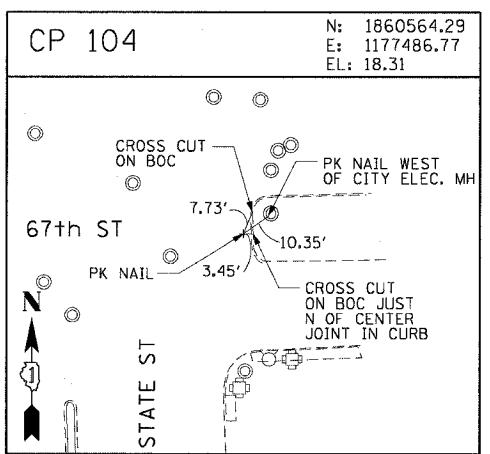 CP 104
N: 1860564.29
E: 1177486.77
EL: 18.31
CROSS CUT
ON BOC
PK NAIL WEST
OF CITY ELEC. MH
7.73'
67th ST
10.35'
PK NAIL
3.45'
CROSS CUT
ON BOC JUST
N OF CENTER
JOINT IN CURB
N
1
STATE ST